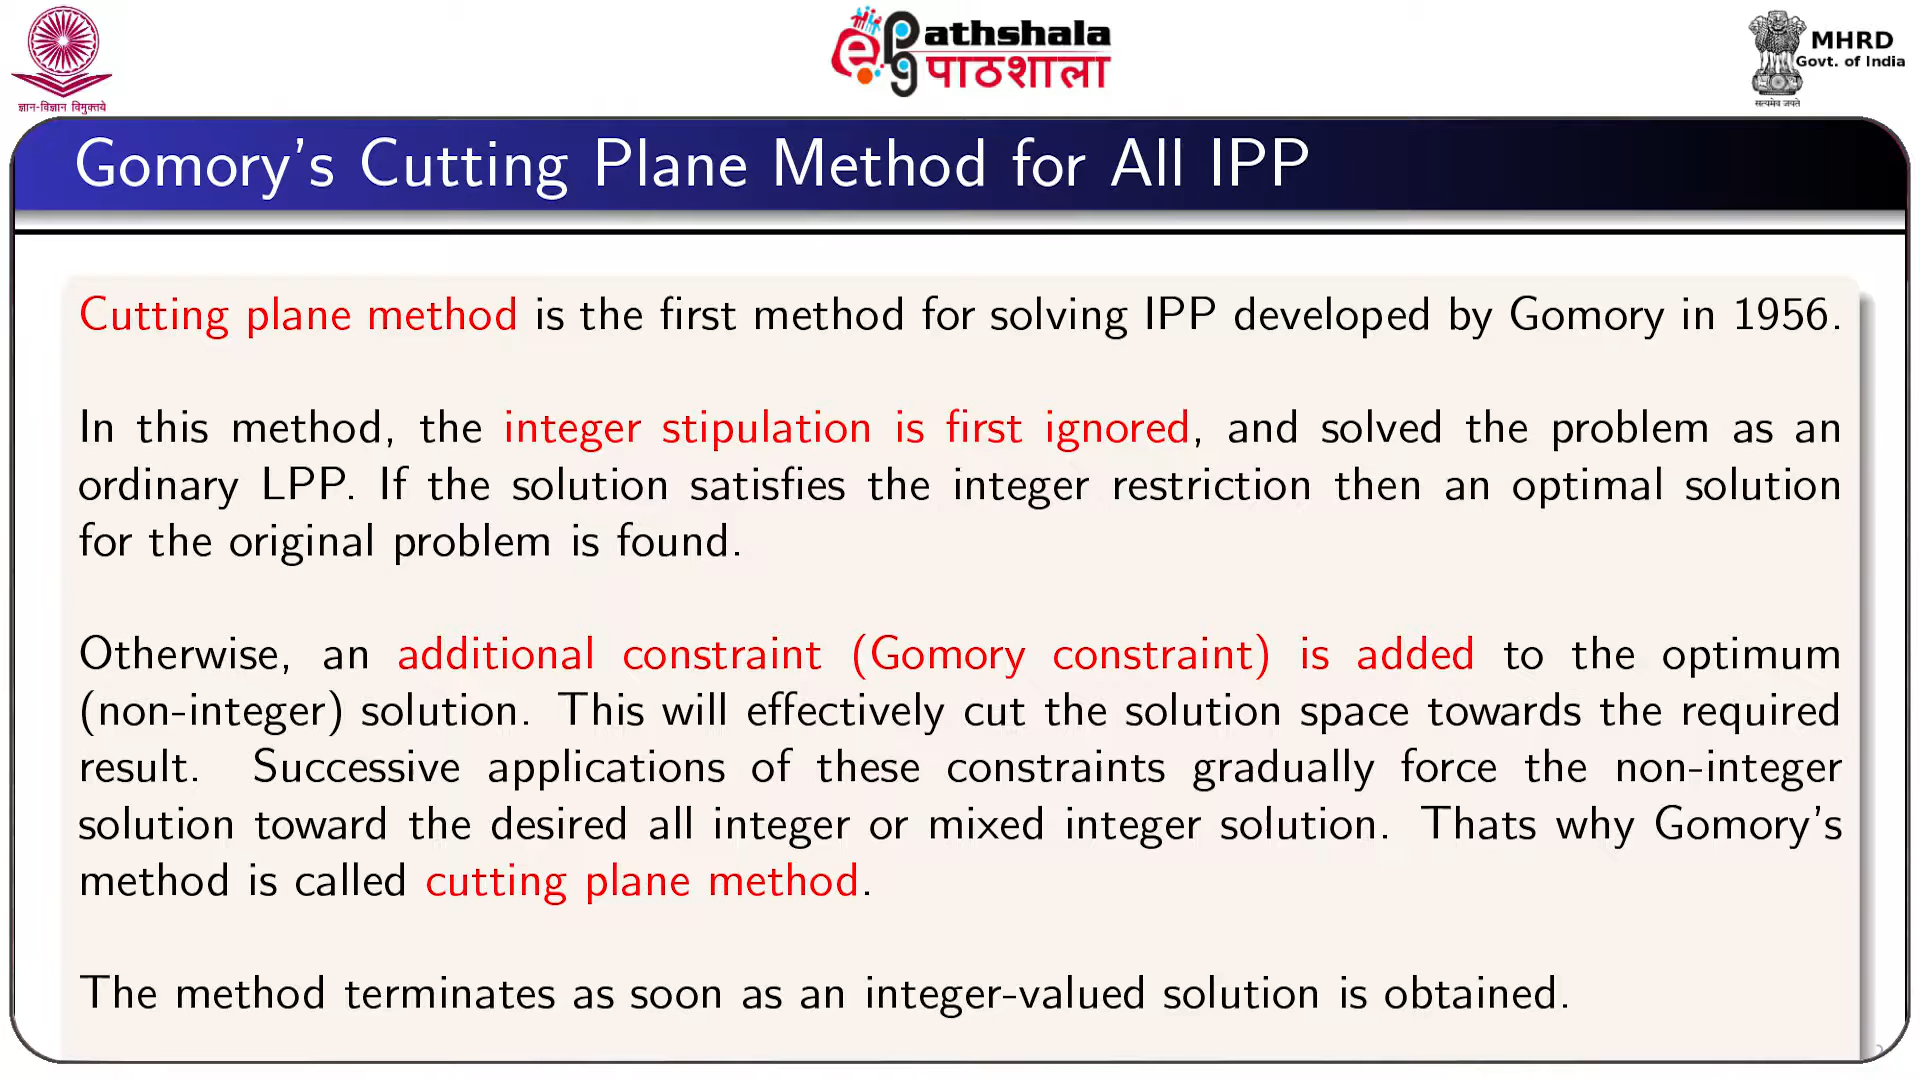 ज्ञान-विज्ञान विमुक्तये
ePG Pathshala
पाठशाला
MHRD
Govt. of India
सत्यमेव जयते
Gomory's Cutting Plane Method for All IPP
Cutting plane method is the first method for solving IPP developed by Gomory in 1956.
In this method, the integer stipulation is first ignored, and solved the problem as an
ordinary LPP. If the solution satisfies the integer restriction then an optimal solution
for the original problem is found.
Otherwise, an additional constraint (Gomory constraint) is added to the optimum
(non-integer) solution. This will effectively cut the solution space towards the required
result. Successive applications of these constraints gradually force the non-integer
solution toward the desired all integer or mixed integer solution. Thats why Gomory's
method is called cutting plane method.
The method terminates as soon as an integer-valued solution is obtained.